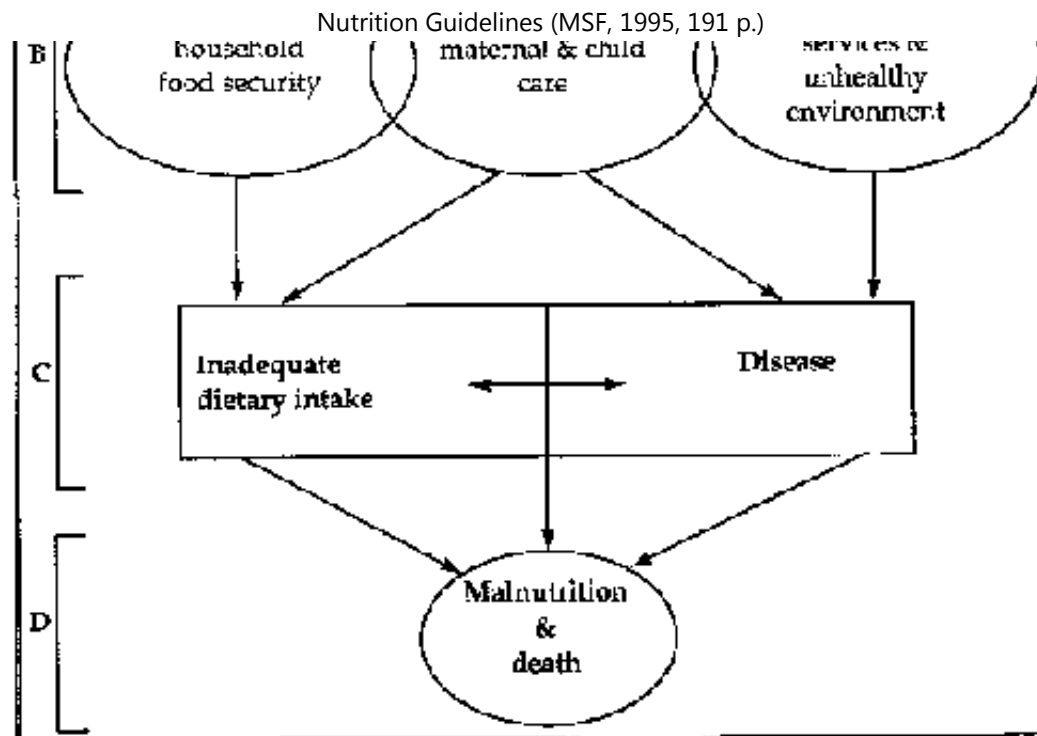 Nutrition Guidelines (MSF, 1995, 191 p.)
B
household
food security
maternal & child
care
services &
unhealthy
environment
C
Inadequate
dietary intake
Disease
D
Malnutrition
&
death